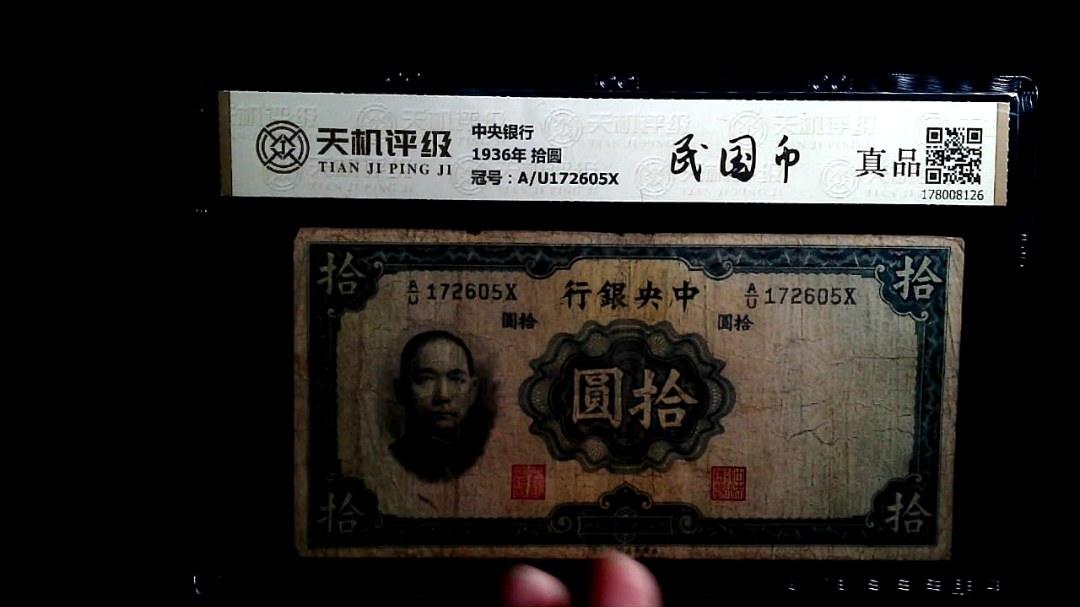 天机评级
TIAN JI PING JI
中央银行
1936年 拾圆
冠号：A/U172605X
民国币
真品
178008126
拾
拾
A/U 172605X
行銀央中
A/U 172605X
圓拾
圓拾
圓拾
拾
拾